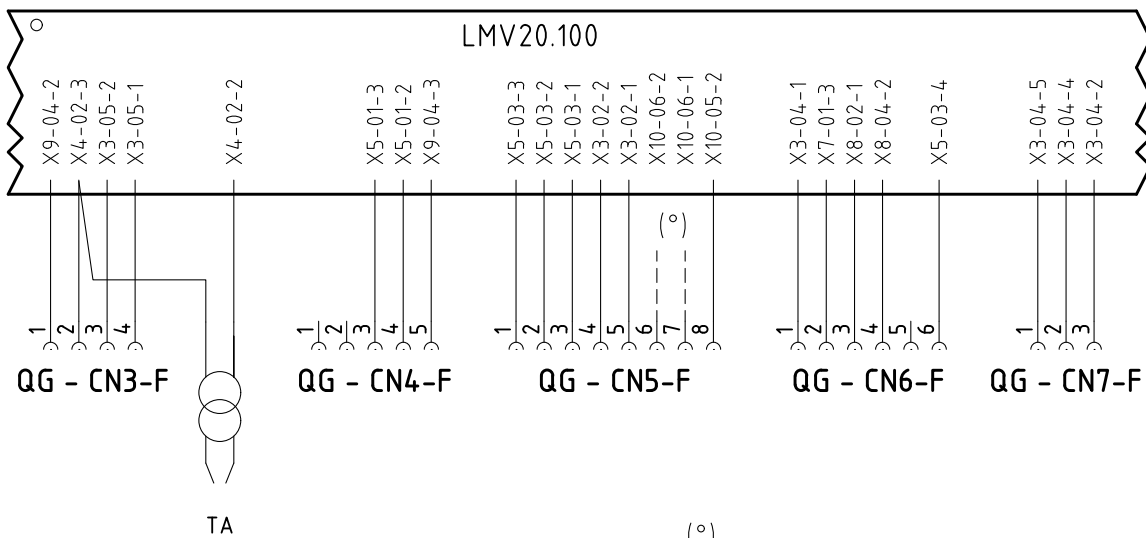 LMV20.100
X9-04-2
X4-02-3
X3-05-2
X3-05-1
X4-02-2
X5-01-3
X5-01-2
X9-04-3
X5-03-3
X5-03-2
X5-03-1
X3-02-2
X3-02-1
X10-06-2
X10-06-1
X10-05-2
X3-04-1
X7-01-3
X8-02-1
X8-04-2
X5-03-4
X3-04-5
X3-04-4
X3-04-2
(°)
1 2 3 4
1 2 3 4 5
1 2 3 4 5 6 7 8
1 2 3 4 5 6
1 2 3
QG - CN3-F
QG - CN4-F
QG - CN5-F
QG - CN6-F
QG - CN7-F
TA
(°)